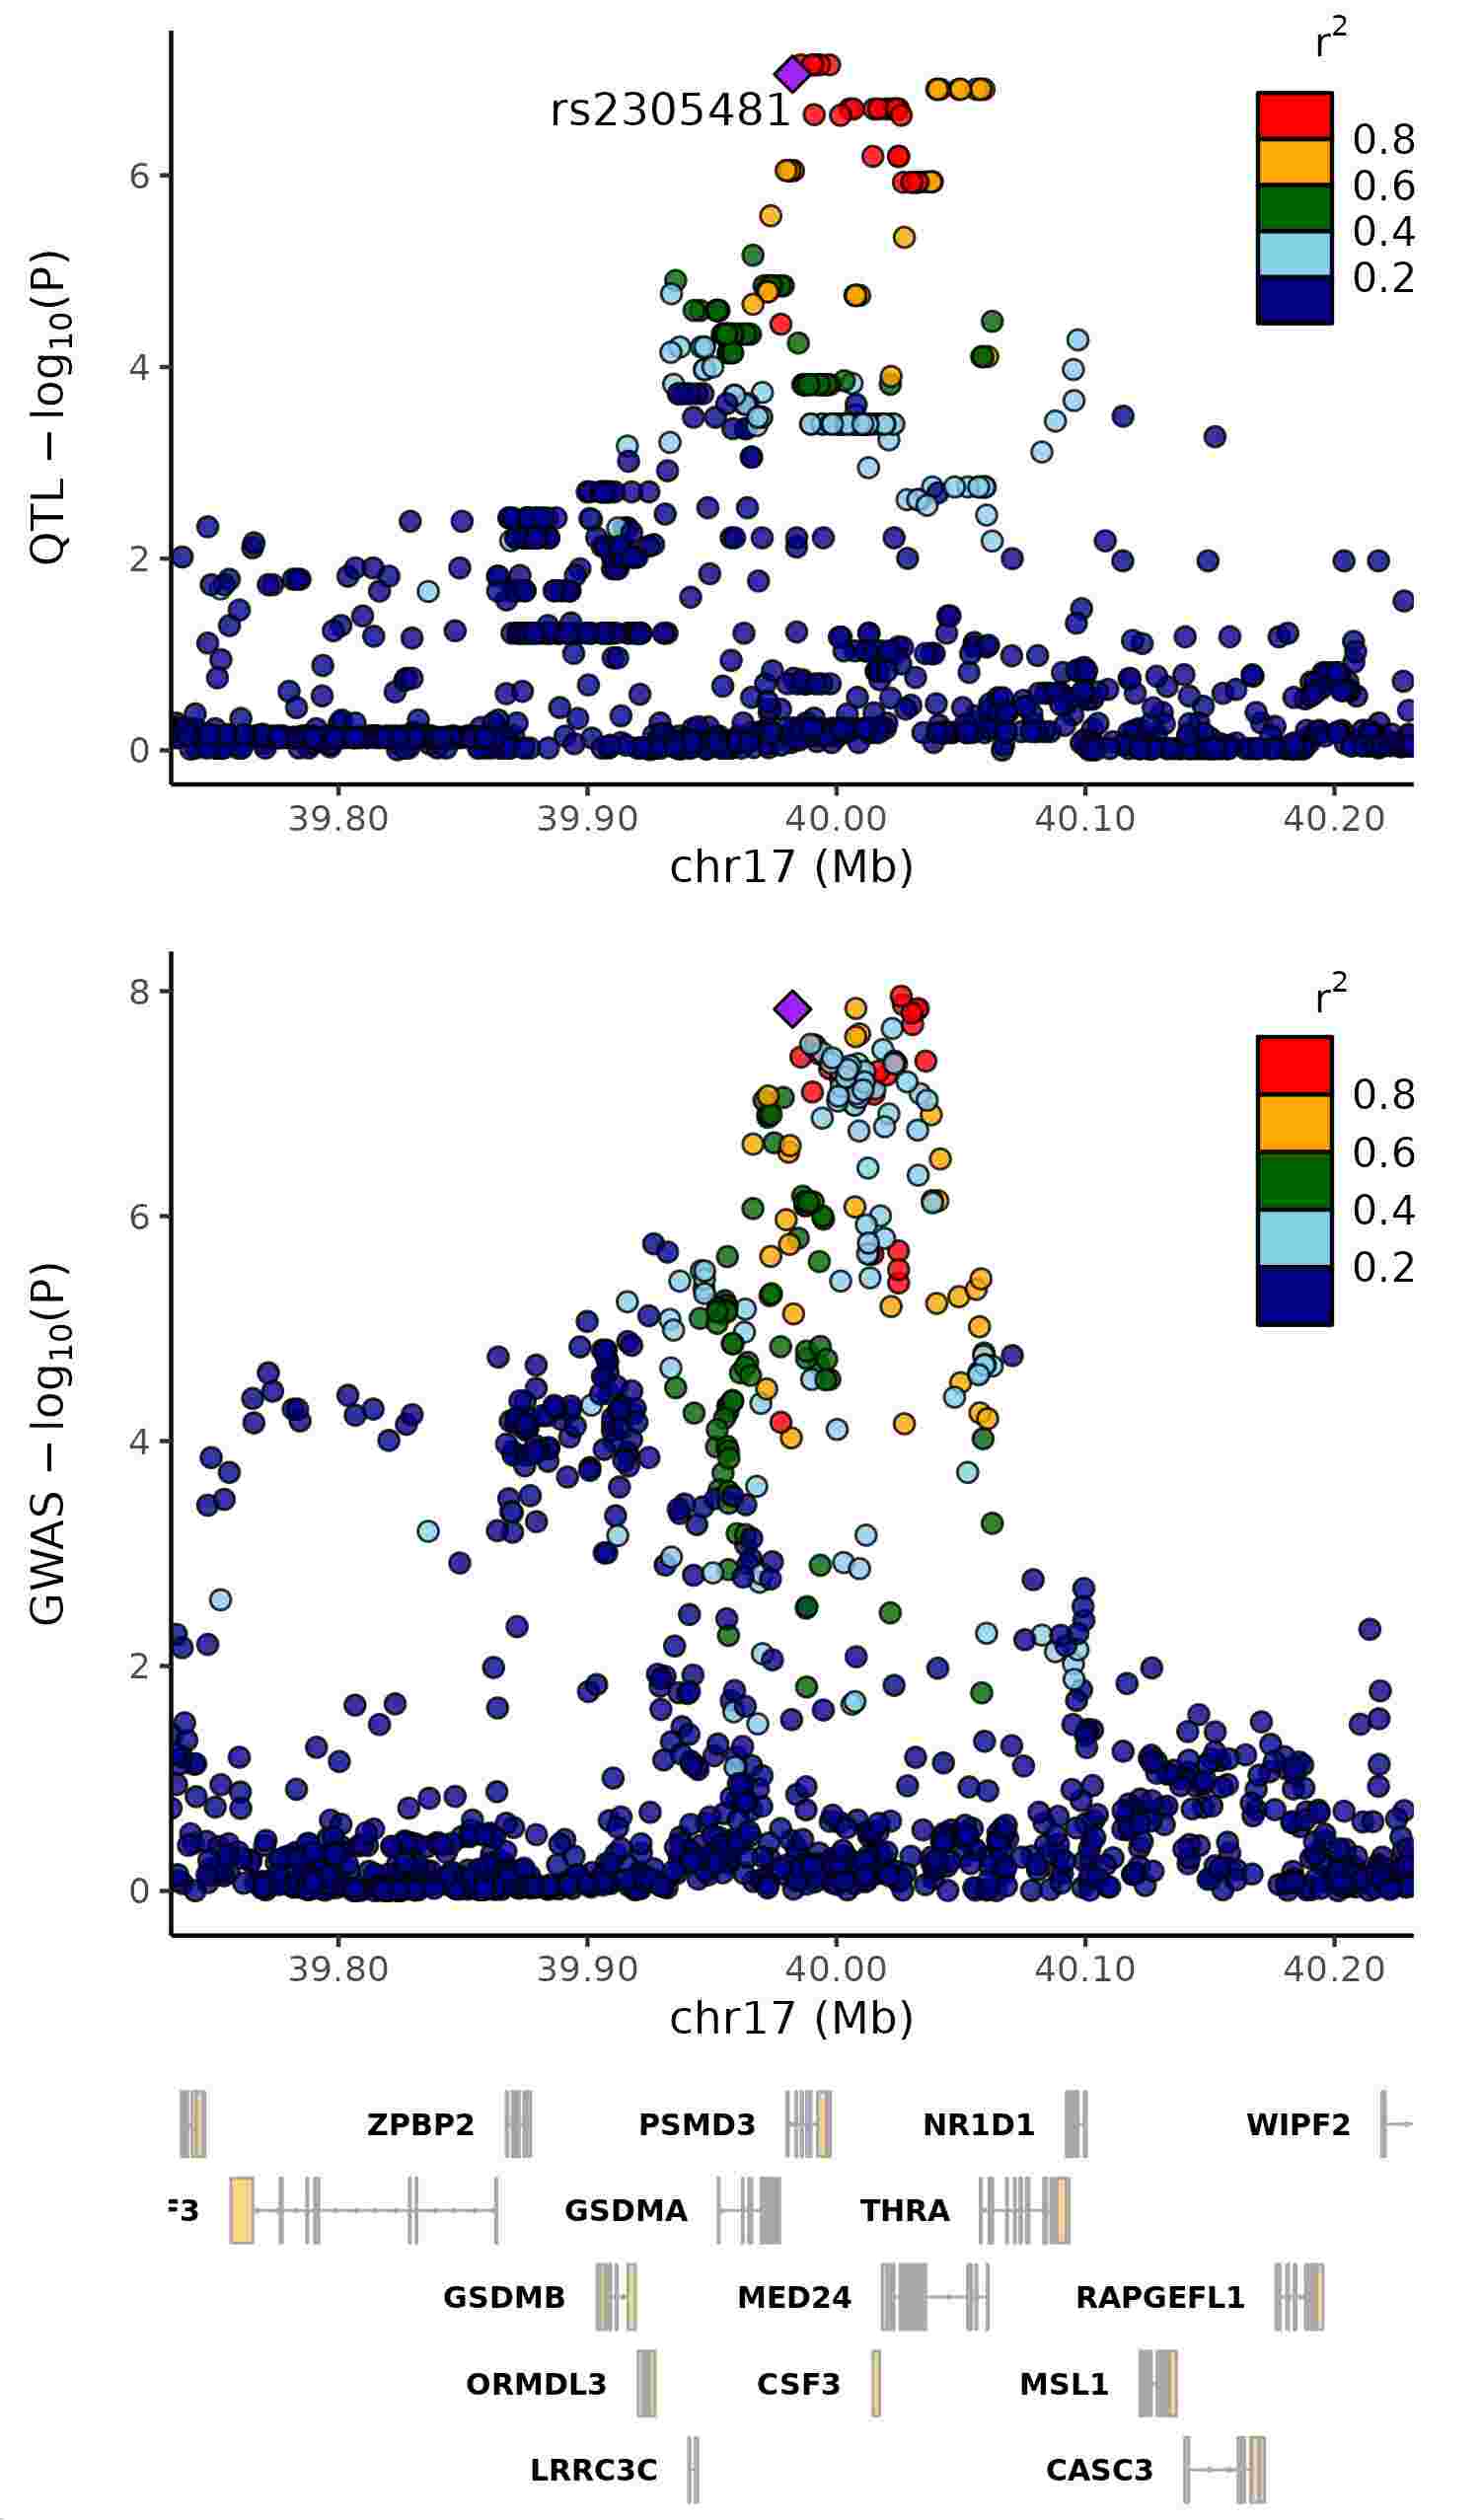 r²
rs2305481
0.8
0.6
0.4
0.2
6
4
2
0
QTL − log₁₀(P)
39.80 39.90 40.00 40.10 40.20
chr17 (Mb)
r²
0.8
0.6
0.4
0.2
8
6
4
2
0
GWAS − log₁₀(P)
39.80 39.90 40.00 40.10 40.20
chr17 (Mb)
ZPBP2 PSMD3 NR1D1 WIPF2
F3 GSDMA THRA
GSDMB MED24 RAPGEFL1
ORMDL3 CSF3 MSL1
LRRC3C CASC3